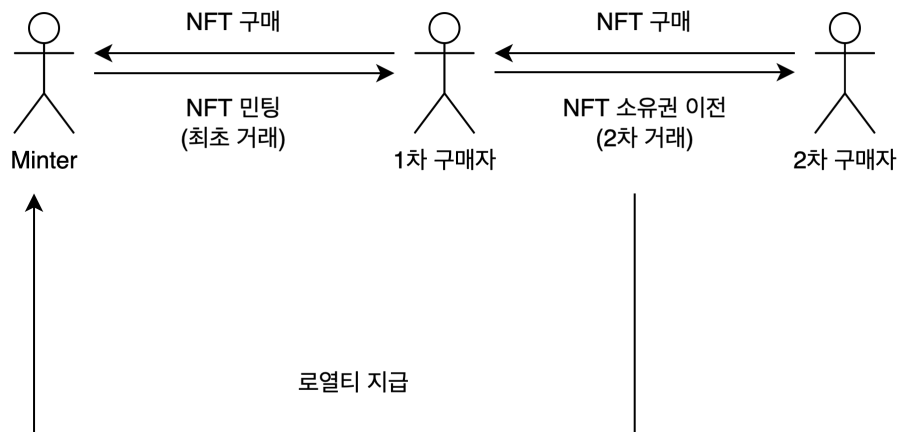 NFT 구매
NFT 구매
NFT 민팅
(최초 거래)
NFT 소유권 이전
(2차 거래)
Minter
1차 구매자
2차 구매자
로열티 지급